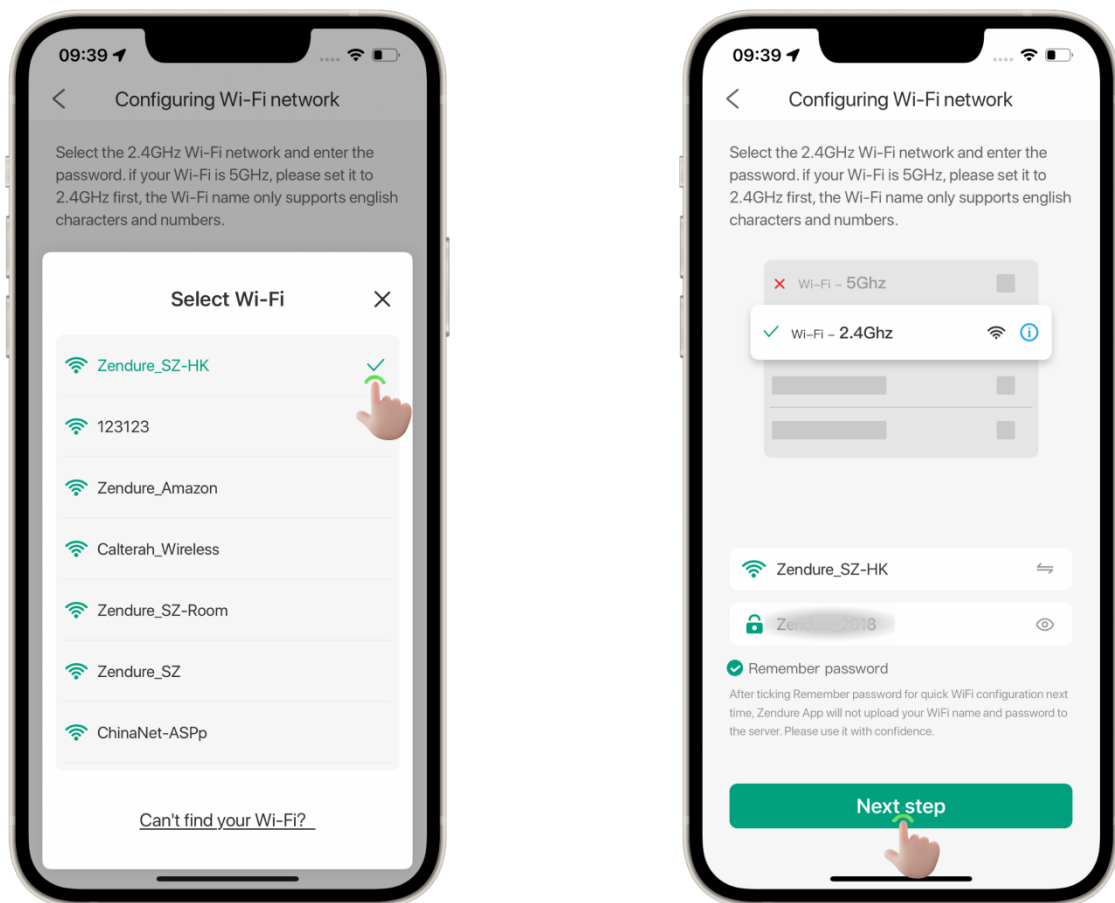 09:39
Configuring Wi-Fi network
Select the 2.4GHz Wi-Fi network and enter the
password. if your Wi-Fi is 5GHz, please set it to
2.4GHz first, the Wi-Fi name only supports english
characters and numbers.
Select Wi-Fi
Zendure_SZ-HK
123123
Zendure_Amazon
Calterah_Wireless
Zendure_SZ-Room
Zendure_SZ
ChinaNet-ASPp
Can't find your Wi-Fi?
09:39
Configuring Wi-Fi network
Select the 2.4GHz Wi-Fi network and enter the
password. if your Wi-Fi is 5GHz, please set it to
2.4GHz first, the Wi-Fi name only supports english
characters and numbers.
Wi-Fi - 5Ghz
Wi-Fi - 2.4Ghz
Zendure_SZ-HK
Remember password
After ticking Remember password for quick WiFi configuration next
time, Zendure App will not upload your WiFi name and password to
the server. Please use it with confidence.
Next step